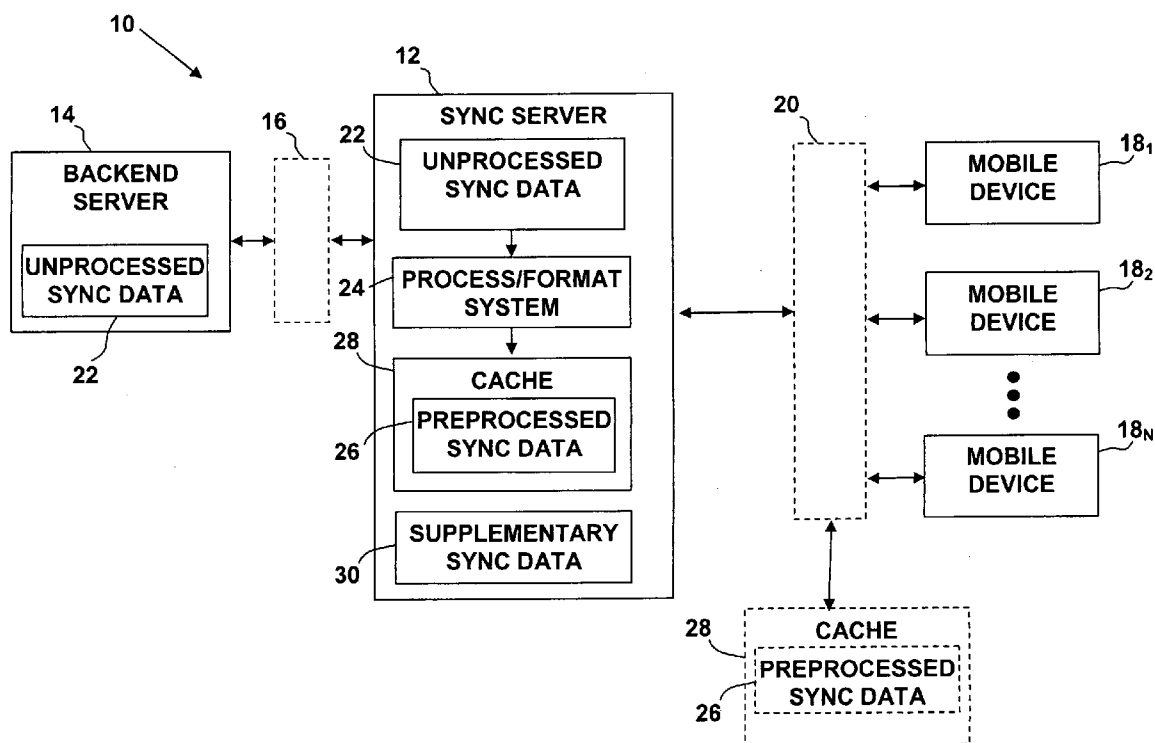 10
12
14
16
20
SYNC SERVER
22
UNPROCESSED
SYNC DATA
BACKEND
SERVER
UNPROCESSED
SYNC DATA
22
24
PROCESS/FORMAT
SYSTEM
28
CACHE
26
PREPROCESSED
SYNC DATA
30
SUPPLEMENTARY
SYNC DATA
MOBILE
DEVICE
18₁
MOBILE
DEVICE
18₂
MOBILE
DEVICE
18N
28
CACHE
26
PREPROCESSED
SYNC DATA